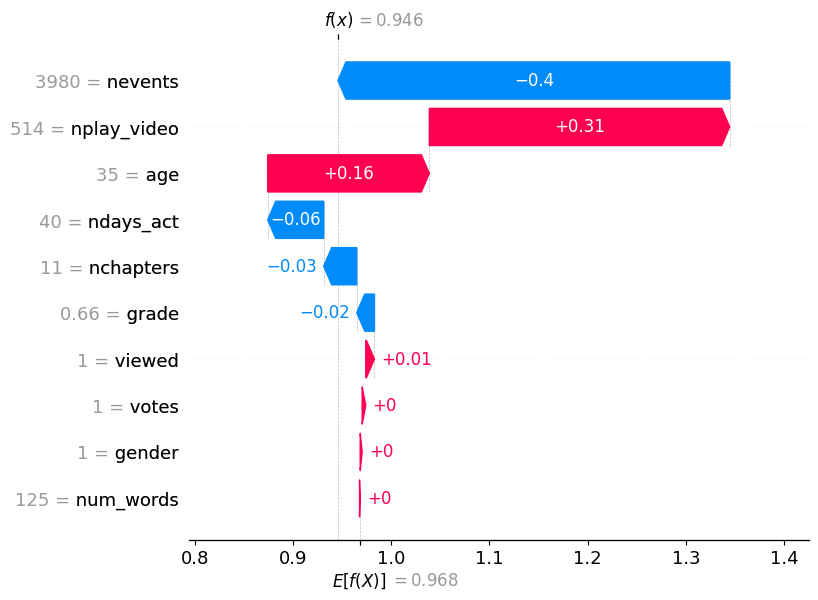 f(x) = 0.946
3980 = nevents
−0.4
514 = nplay_video
+0.31
35 = age
+0.16
40 = ndays_act
−0.06
11 = nchapters
−0.03
0.66 = grade
−0.02
1 = viewed
+0.01
1 = votes
+0
1 = gender
+0
125 = num_words
+0
0.8 0.9 1.0 1.1 1.2 1.3 1.4
E[f(X)] = 0.968